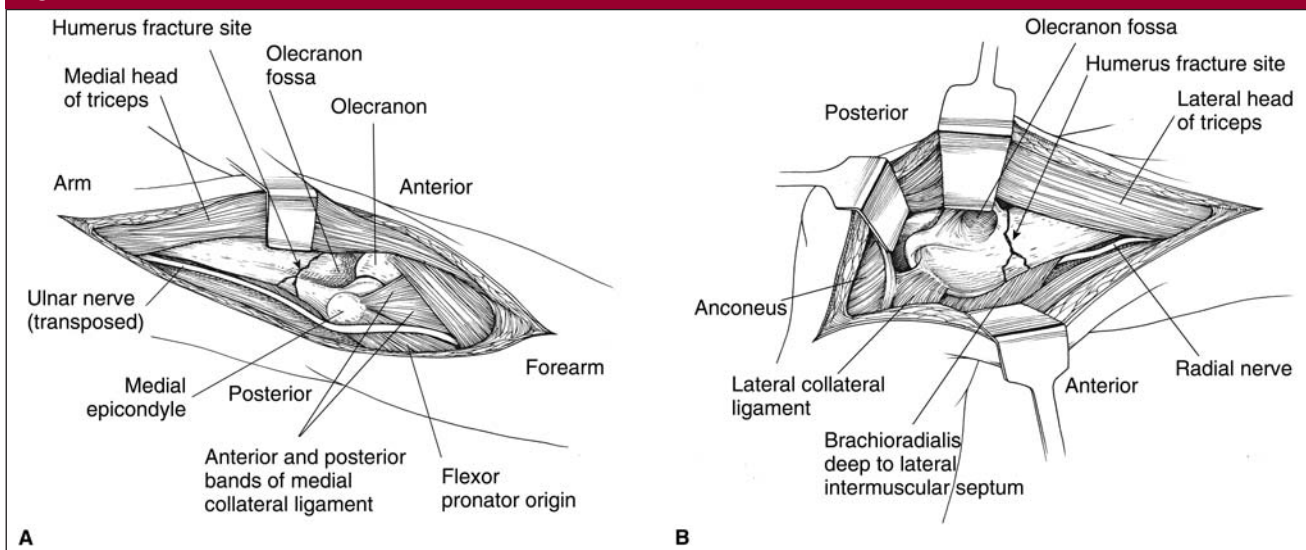 Humerus fracture site
Olecranon
fossa
Medial head
of triceps
Olecranon
Arm
Anterior
Ulnar nerve
(transposed)
Forearm
Medial
epicondyle
Posterior
Anterior and posterior
bands of medial
collateral ligament
Flexor
pronator origin
A
Olecranon fossa
Humerus fracture site
Lateral head
of triceps
Posterior
Anconeus
Radial nerve
Lateral collateral
ligament
Anterior
Brachioradialis
deep to lateral
intermuscular septum
B